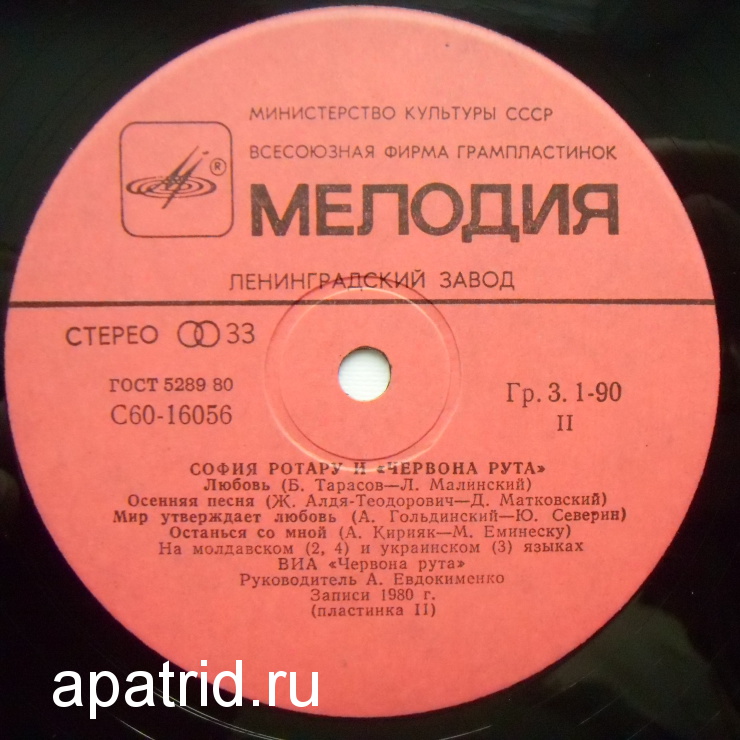 МИНИСТЕРСТВО КУЛЬТУРЫ СССР
ВСЕСОЮЗНАЯ ФИРМА ГРАМПЛАСТИНОК
®
МЕЛОДИЯ
ЛЕНИНГРАДСКИЙ ЗАВОД
СТЕРЕО 33
ГОСТ 5289 80
С60-16056
Гр. 3. 1-90
II
СОФИЯ РОТАРУ И «ЧЕРВОНА РУТА»
Любовь (Б. Тарасов—Л. Малинский)
Осенняя песня (Ж. Алдя-Теодорович—Д. Матковский)
Мир утверждает любовь (А. Гольдинский—Ю. Северин)
Останься со мной (А. Кирияк—М. Еминеску)
На молдавском (2, 4) и украинском (3) языках
ВИА «Червона рута»
Руководитель А. Евдокименко
Записи 1980 г.
(пластинка II)
apatrid.ru